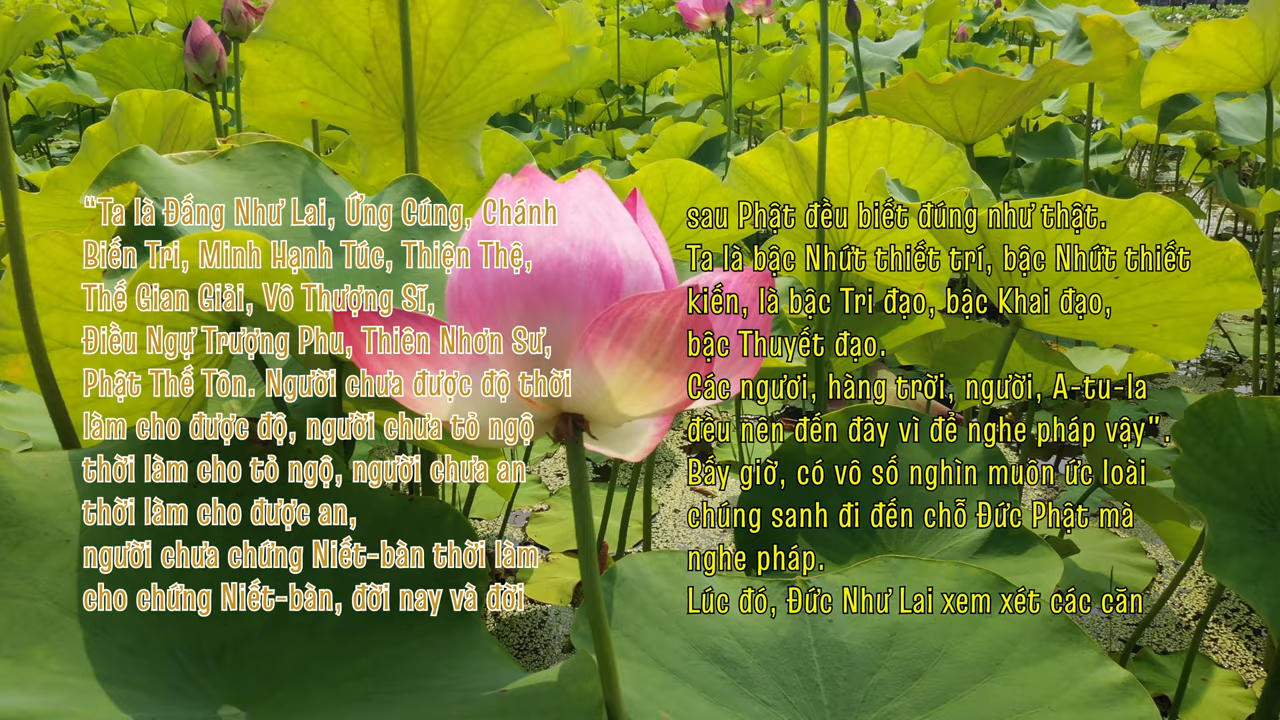 “Ta là Đấng Như Lai, Ứng Cúng, Chánh
Biến Tri, Minh Hạnh Túc, Thiện Thệ,
Thế Gian Giải, Vô Thượng Sĩ,
Điều Ngự Trượng Phu, Thiên Nhơn Sư,
Phật Thế Tôn. Người chưa được độ thời
làm cho được độ, người chưa tỏ ngộ
thời làm cho tỏ ngộ, người chưa an
thời làm cho được an,
người chưa chứng Niết-bàn thời làm
cho chứng Niết-bàn, đời nay và đời
sau Phật đều biết đúng như thật.
Ta là bậc Nhứt thiết trí, bậc Nhứt thiết
kiến, là bậc Tri đạo, bậc Khai đạo,
bậc Thuyết đạo.
Các ngươi, hàng trời, người, A-tu-la
đều nên đến đây vì để nghe pháp vậy”.
Bấy giờ, có vô số nghìn muôn ức loài
chúng sanh đi đến chỗ Đức Phật mà
nghe pháp.
Lúc đó, Đức Như Lai xem xét các căn